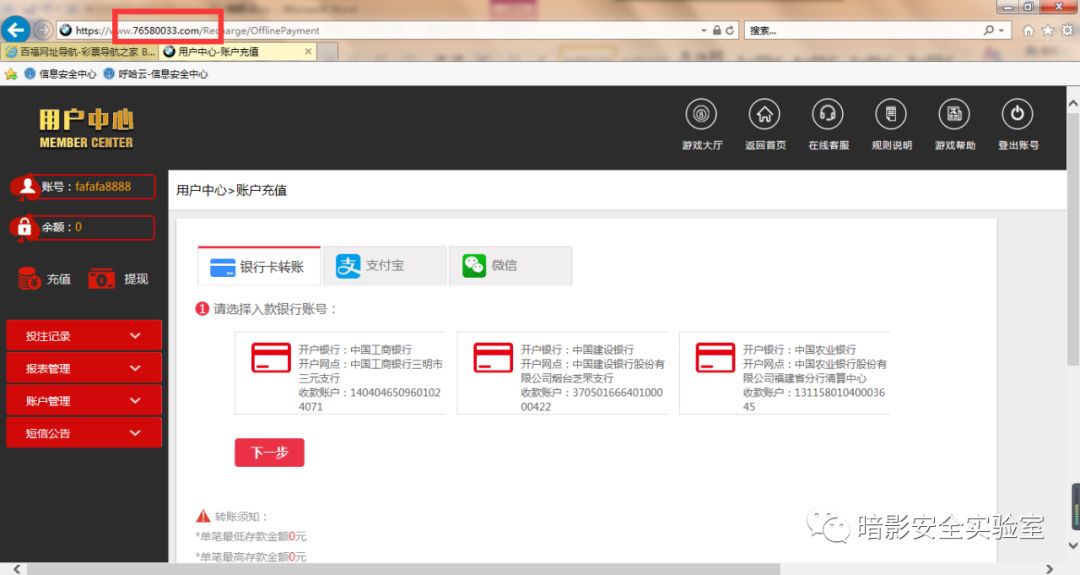 https://www.76580033.com/Recharge/OfflinePayment
搜索...
百福网址导航-彩票导航之家 B...
用户中心-账户充值
信息安全中心
呼哈云-信息安全中心
用户中心
MEMBER CENTER
游戏大厅
返回首页
在线客服
规则说明
游戏帮助
登出账号
账号：fafafa8888
余额：0
充值
提现
投注记录
报表管理
账户管理
短信公告
用户中心>账户充值
银行卡转账
支付宝
微信
1 请选择入款银行账号：
开户银行：中国工商银行
开户网点：中国工商银行三明市
三元支行
收款账户：140404650960102
4071
开户银行：中国建设银行
开户网点：中国建设银行股份有
限公司烟台芝罘支行
收款账户：370501666401000
00422
开户银行：中国农业银行
开户网点：中国农业银行股份有
限公司福建省分行清算中心
收款账户：131158010400036
45
下一步
转账须知：
*单笔最低存款金额0元
*单笔最高存款金额0元
暗影安全实验室